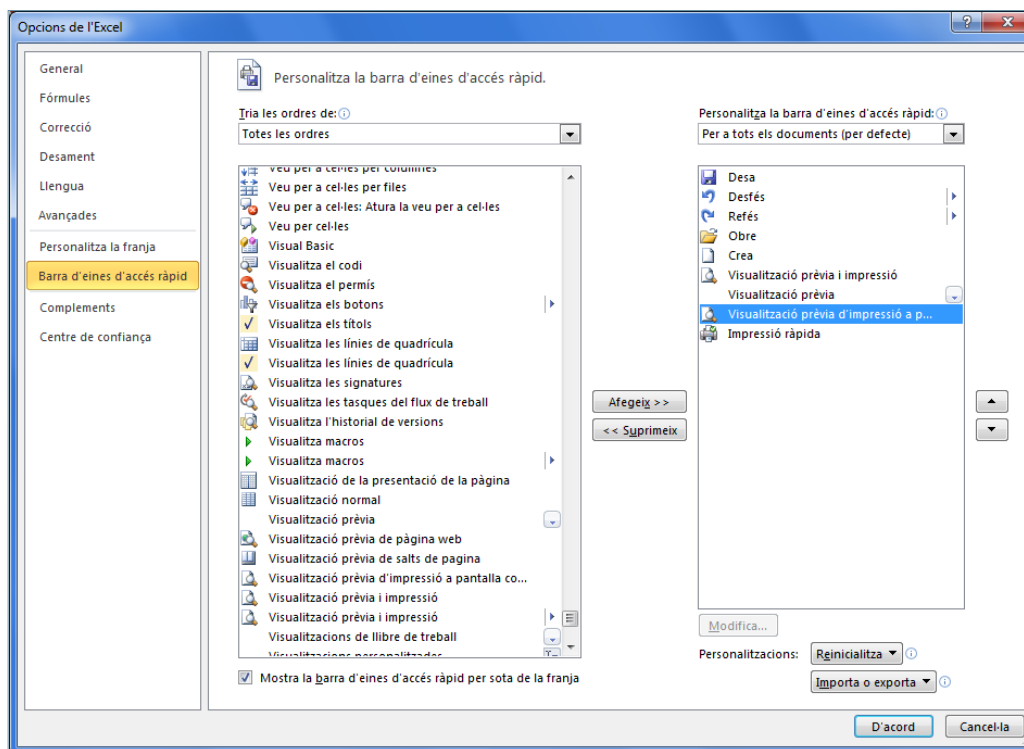 Opcions de l'Excel
General
Fórmules
Correcció
Desament
Llengua
Avançades
Personalitza la franja
Barra d'eines d'accés ràpid
Complements
Centre de confiança
Personalitza la barra d'eines d'accés ràpid.
Tria les ordres de:
Totes les ordres
Veu per a cel·les per columnes
Veu per a cel·les per files
Veu per a cel·les: Atura la veu per a cel·les
Veu per cel·les
Visual Basic
Visualitza el codi
Visualitza el permís
Visualitza els botons
Visualitza els títols
Visualitza les línies de quadrícula
Visualitza les línies de quadrícula
Visualitza les signatures
Visualitza les tasques del flux de treball
Visualitza l'historial de versions
Visualitza macros
Visualitza macros
Visualització de la presentació de la pàgina
Visualització normal
Visualització prèvia
Visualització prèvia de pàgina web
Visualització prèvia de salts de pagina
Visualització prèvia d'impressió a pantalla co...
Visualització prèvia i impressió
Visualització prèvia i impressió
Visualitzacions de llibre de treball
Visualitzacions personalitzades
Mostra la barra d'eines d'accés ràpid per sota de la franja
Afegeix >>
<< Suprimeix
Personalitza la barra d'eines d'accés ràpid:
Per a tots els documents (per defecte)
Desa
Desfés
Refés
Obre
Crea
Visualització prèvia i impressió
Visualització prèvia
Visualització prèvia d'impressió a p...
Impressió ràpida
Modifica...
Personalitzacions:
Reinicialitza
Importa o exporta
D'acord
Cancel·la